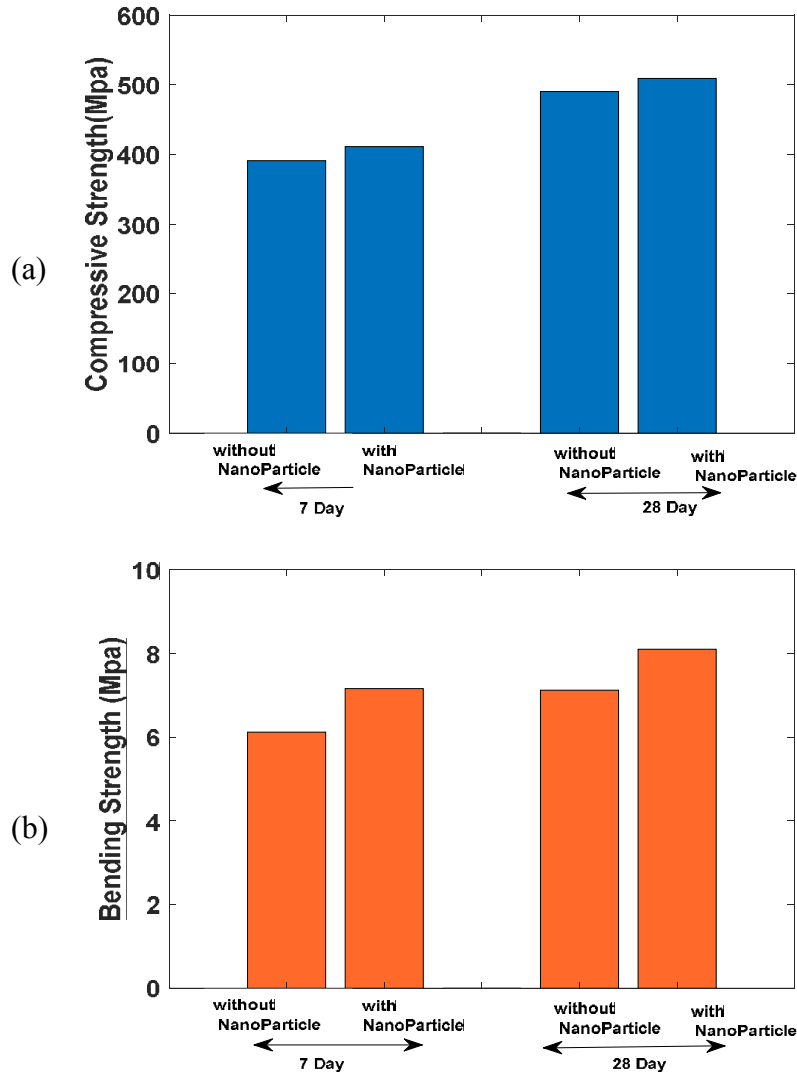 (a)
Compressive Strength(Mpa)
600
500
400
300
200
100
0
without
NanoParticle
with
NanoParticle
without
NanoParticle
with
NanoParticle
7 Day
28 Day
(b)
Bending Strength (Mpa)
10
8
6
4
2
0
without
NanoParticle
with
NanoParticle
without
NanoParticle
with
NanoParticle
7 Day
28 Day